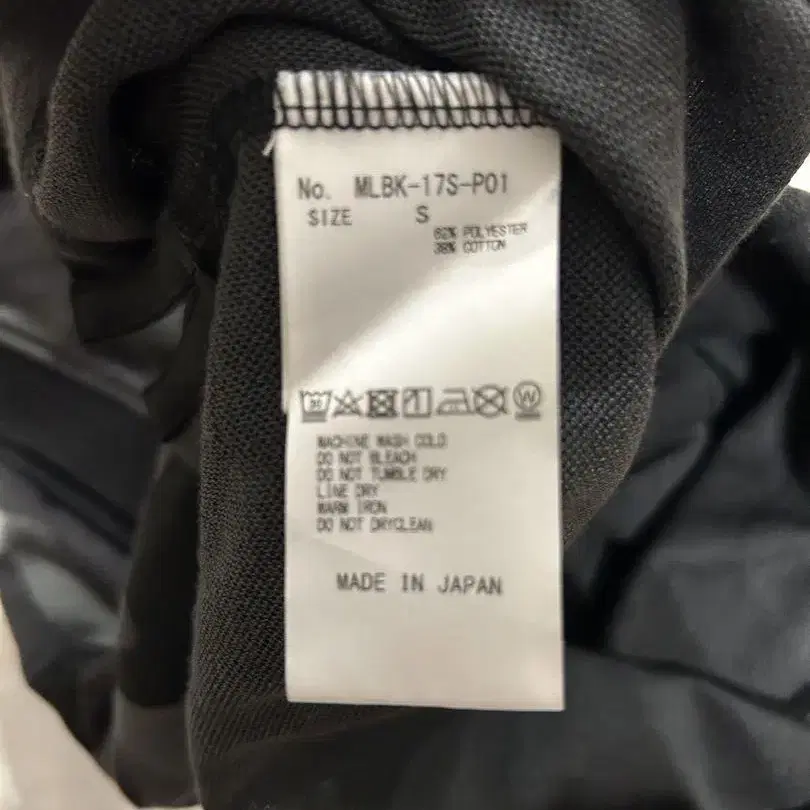 No. MLBK-17S-P01
SIZE S
62% POLYESTER
38% COTTON
30
W
MACHINE WASH COLD
DO NOT BLEACH
DO NOT TUMBLE DRY
LINE DRY
WARM IRON
DO NOT DRYCLEAN
MADE IN JAPAN